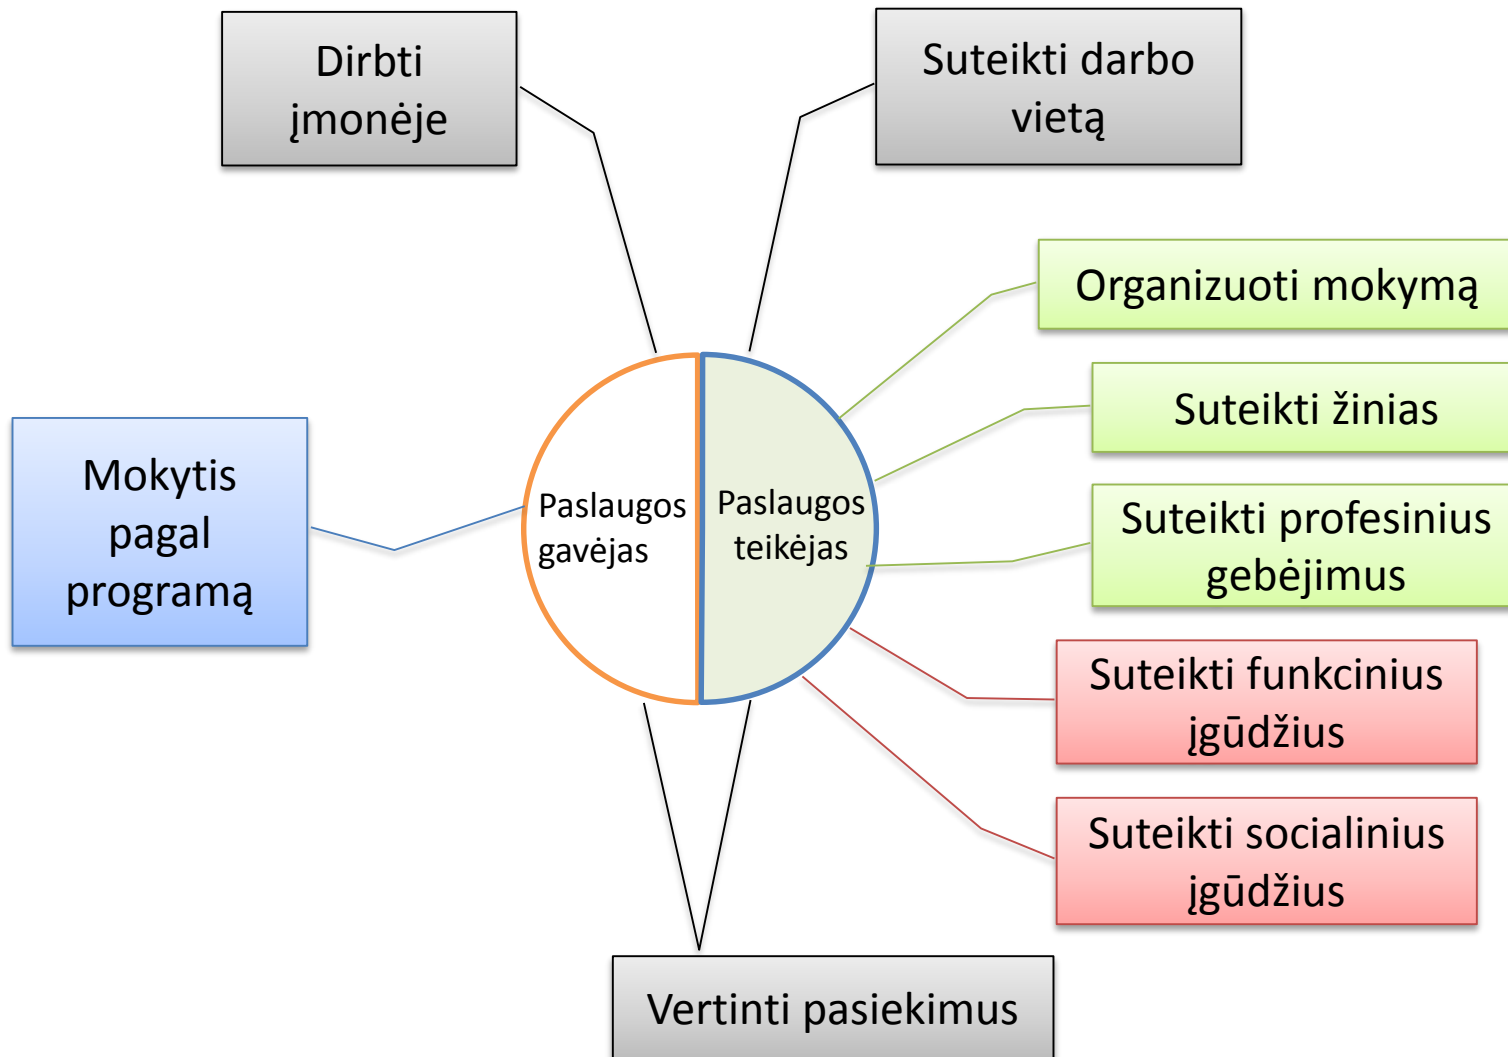 Dirbti
įmonėje
Suteikti darbo
vietą
Organizuoti mokymą
Suteikti žinias
Mokytis
pagal
programą
Paslaugos
gavėjas
Paslaugos
teikėjas
Suteikti profesinius
gebėjimus
Suteikti funkcinius
įgūdžius
Suteikti socialinius
įgūdžius
Vertinti pasiekimus